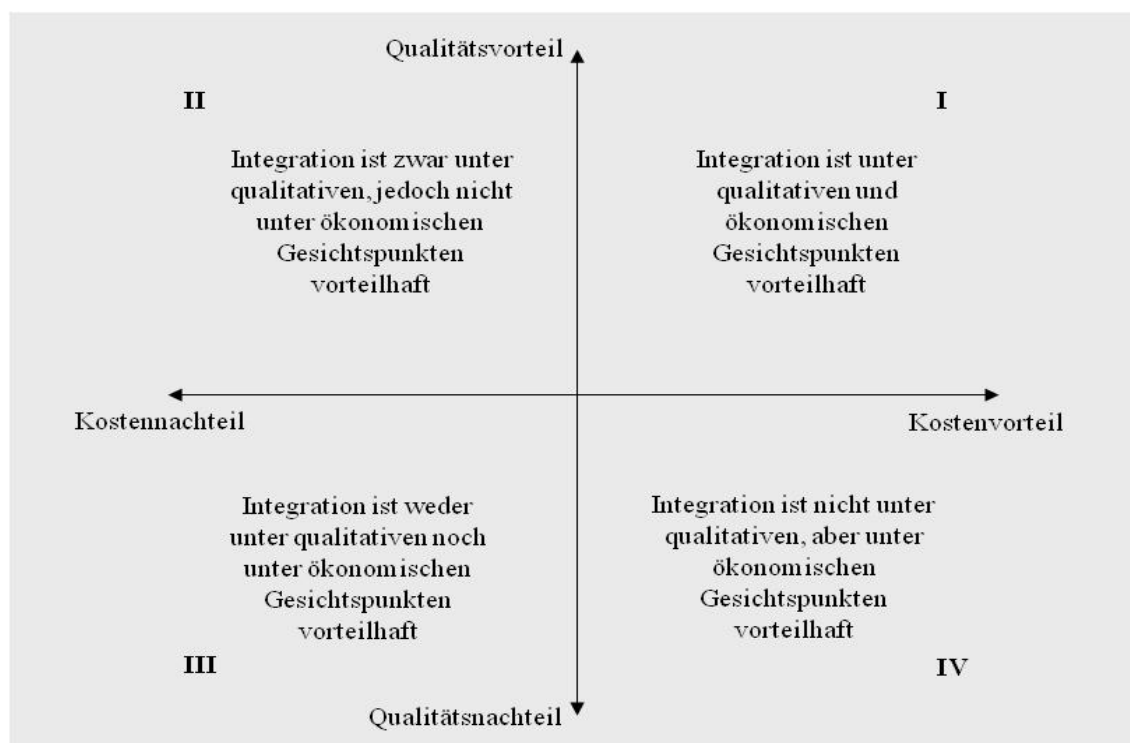 Qualitätsvorteil
II
I
Integration ist zwar unter
qualitativen, jedoch nicht
unter ökonomischen
Gesichtspunkten
vorteilhaft
Integration ist unter
qualitativen und
ökonomischen
Gesichtspunkten
vorteilhaft
Kostennachteil
Kostenvorteil
Integration ist weder
unter qualitativen noch
unter ökonomischen
Gesichtspunkten
vorteilhaft
Integration ist nicht unter
qualitativen, aber unter
ökonomischen
Gesichtspunkten
vorteilhaft
III
IV
Qualitätsnachteil